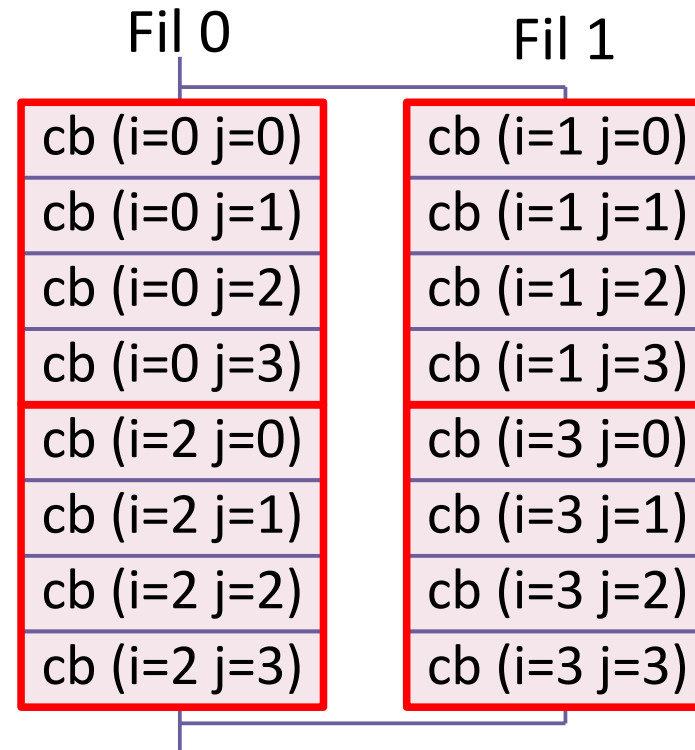 Fil 0
cb (i=0 j=0)
cb (i=0 j=1)
cb (i=0 j=2)
cb (i=0 j=3)
cb (i=2 j=0)
cb (i=2 j=1)
cb (i=2 j=2)
cb (i=2 j=3)
Fil 1
cb (i=1 j=0)
cb (i=1 j=1)
cb (i=1 j=2)
cb (i=1 j=3)
cb (i=3 j=0)
cb (i=3 j=1)
cb (i=3 j=2)
cb (i=3 j=3)